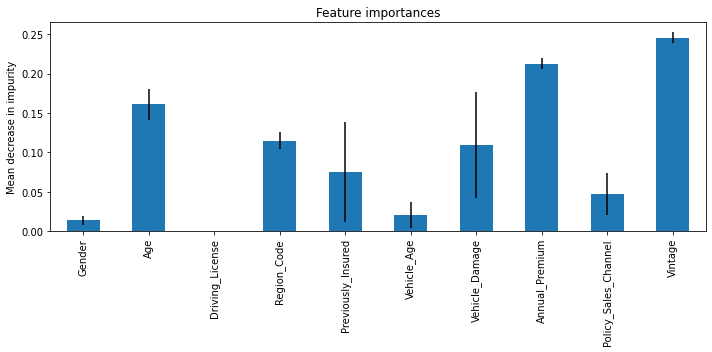 Feature importances
Mean decrease in impurity
0.25
0.20
0.15
0.10
0.05
0.00
Gender
Age
Driving_License
Region_Code
Previously_Insured
Vehicle_Age
Vehicle_Damage
Annual_Premium
Policy_Sales_Channel
Vintage